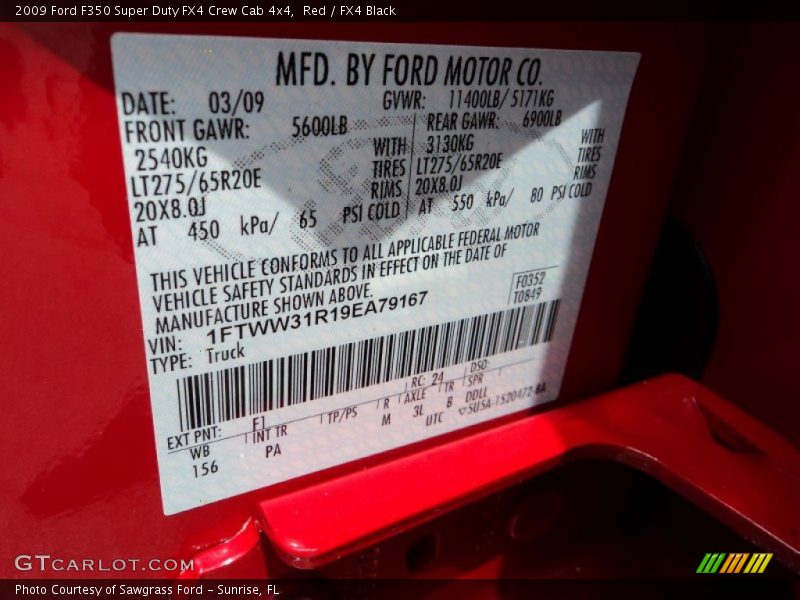 2009 Ford F350 Super Duty FX4 Crew Cab 4x4, Red / FX4 Black
MFD. BY FORD MOTOR CO.
DATE: 03/09 GVWR: 11400LB/ 5171KG
FRONT GAWR: 5600LB REAR GAWR: 6900LB
2540KG WITH 3130KG WITH
LT275/65R20E TIRES LT275/65R20E TIRES
20X8.0J RIMS 20X8.0J RIMS
AT 450 kPa/ 65 PSI COLD AT 550 kPa/ 80 PSI COLD
THIS VEHICLE CONFORMS TO ALL APPLICABLE FEDERAL MOTOR
VEHICLE SAFETY STANDARDS IN EFFECT ON THE DATE OF
MANUFACTURE SHOWN ABOVE.
F0352
T0849
VIN: 1FTWW31R19EA79167
TYPE: Truck
EXT PNT: F1 RC: 24 DSO:
WB INT TR TP/PS R AXLE TR SPR
156 PA M 3L B DDLL
UTC ▽5U5A-1520472-BA
GTCARLOT.COM
Photo Courtesy of Sawgrass Ford - Sunrise, FL